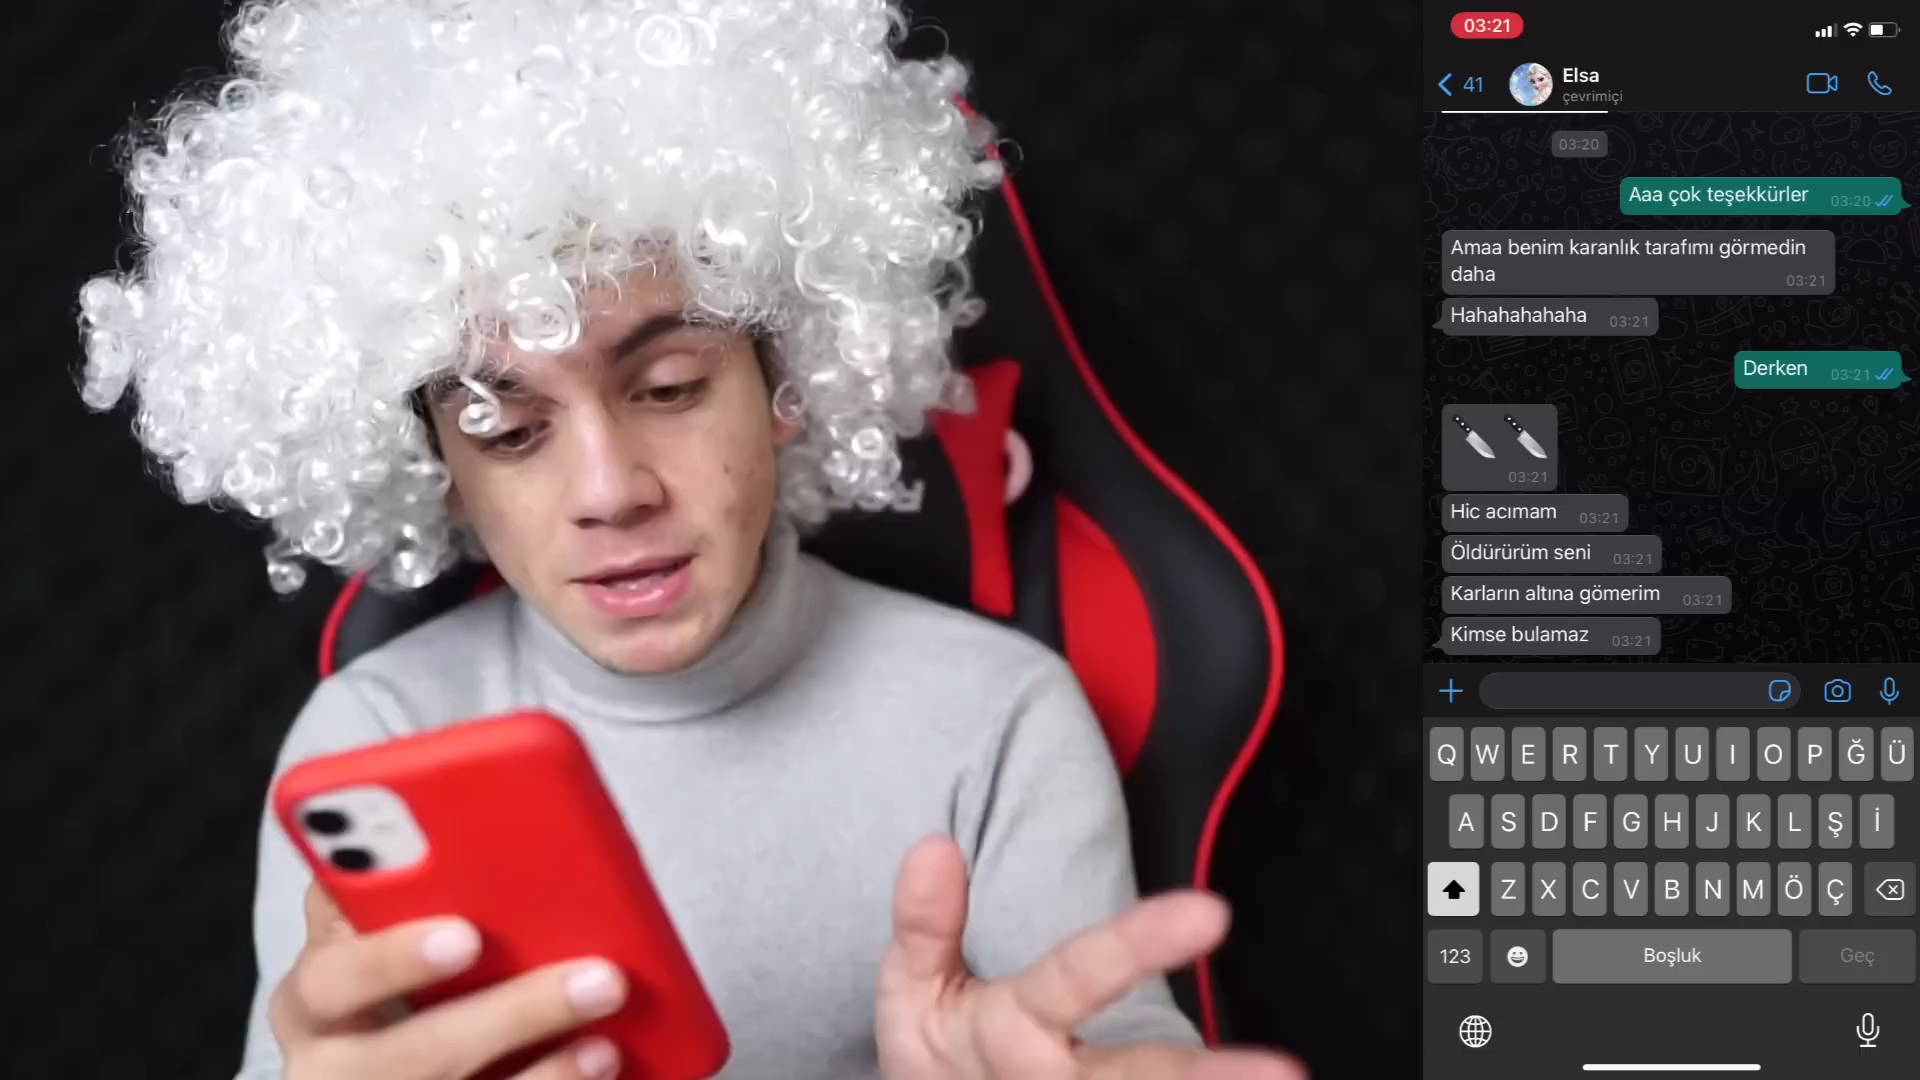 03:21
41
Elsa
çevrimiçi
03:20
Aaa çok teşekkürler 03:20
Amaa benim karanlık tarafımı görmedin
daha 03:21
Hahahahahaha 03:21
Derken 03:21
03:21
Hic acımam 03:21
Öldürürüm seni 03:21
Karların altına gömerim 03:21
Kimse bulamaz 03:21
Q W E R T Y U I O P Ğ Ü
A S D F G H J K L Ş İ
Z X C V B N M Ö Ç
123 Boşluk Geç